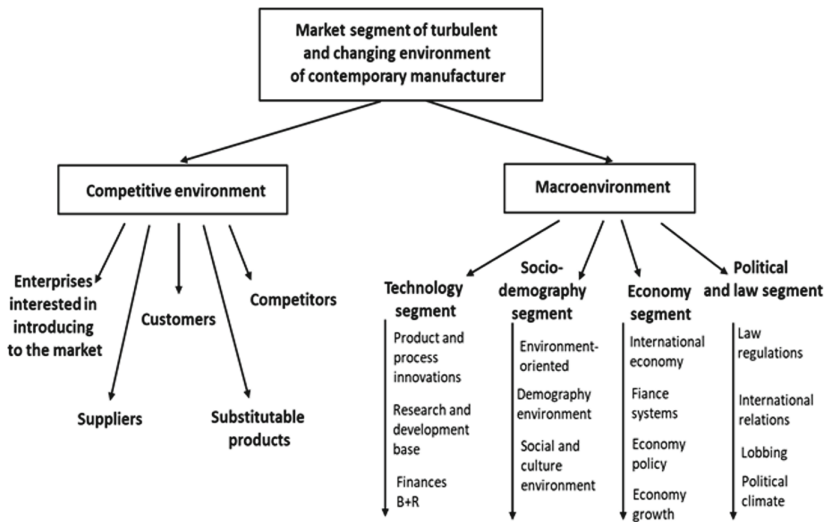 Market segment of turbulent
and changing environment
of contemporary manufacturer
Competitive environment
Macroenvironment
Enterprises
interested in
introducing
to the market
Suppliers
Customers
Substitutable
products
Competitors
Technology
segment
Product and
process
innovations
Research and
development
base
Finances
B+R
Socio-
demography
segment
Environment-
oriented
Demography
environment
Social and
culture
environment
Economy
segment
International
economy
Fiance
systems
Economy
policy
Economy
growth
Political
and law segment
Law
regulations
International
relations
Lobbing
Political
climate